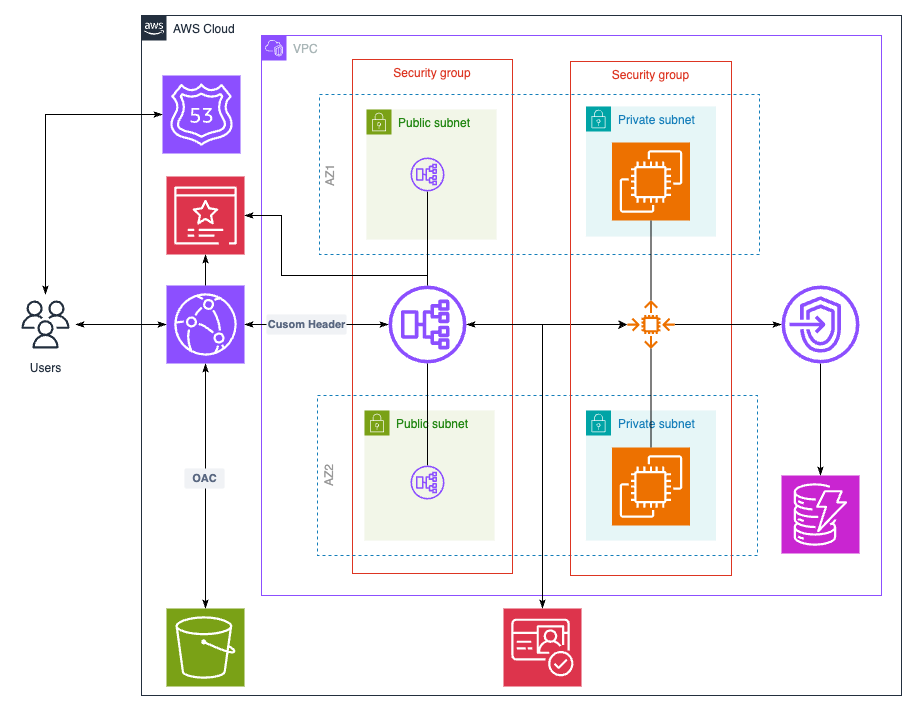 aws
AWS Cloud
VPC
Security group
Security group
53
Public subnet
Private subnet
AZ1
Cusom Header
Users
Public subnet
Private subnet
AZ2
OAC